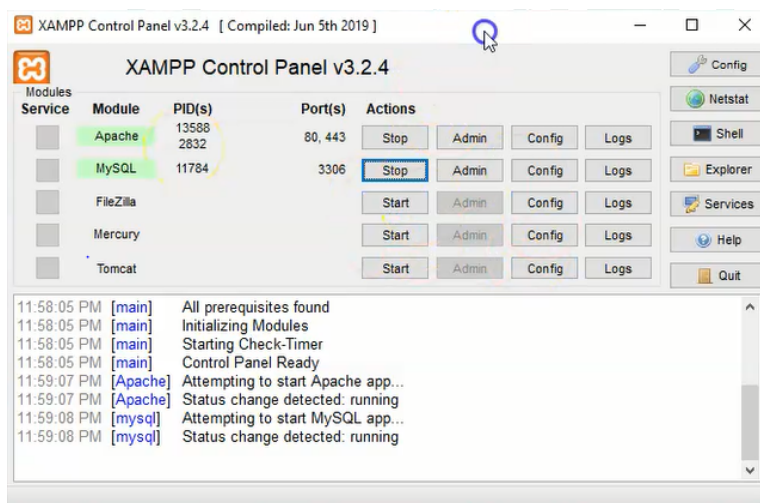 XAMPP Control Panel v3.2.4 [ Compiled: Jun 5th 2019 ]
XAMPP Control Panel v3.2.4
Config
Modules
Service Module PID(s) Port(s) Actions
Netstat
Apache 13588 2832 80, 443 Stop Admin Config Logs
Shell
MySQL 11784 3306 Stop Admin Config Logs
Explorer
FileZilla Start Admin Config Logs
Services
Mercury Start Admin Config Logs
Help
Tomcat Start Admin Config Logs
Quit
11:58:05 PM [main] All prerequisites found
11:58:05 PM [main] Initializing Modules
11:58:05 PM [main] Starting Check-Timer
11:58:05 PM [main] Control Panel Ready
11:59:07 PM [Apache] Attempting to start Apache app...
11:59:07 PM [Apache] Status change detected: running
11:59:08 PM [mysql] Attempting to start MySQL app...
11:59:08 PM [mysql] Status change detected: running